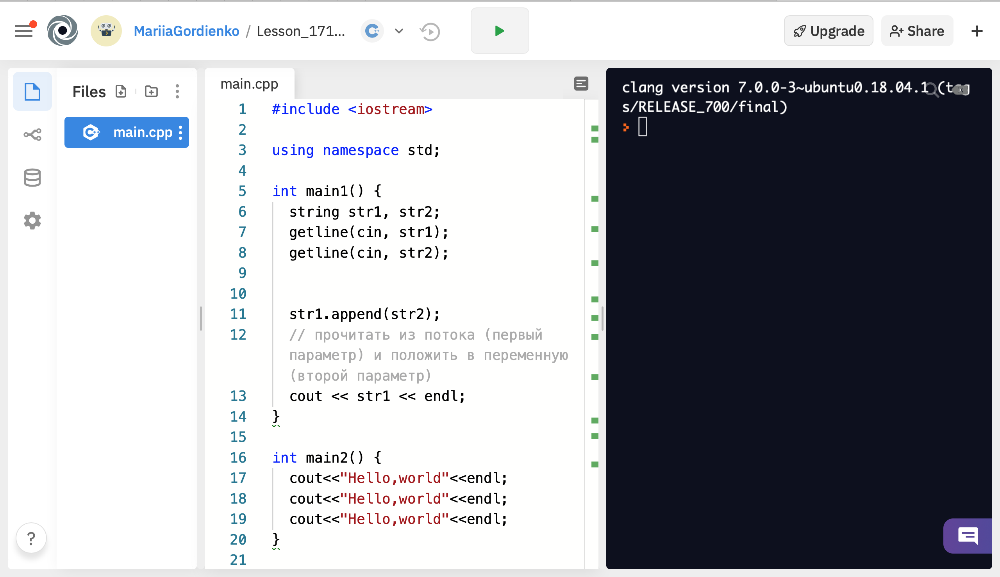 MariiaGordienko / Lesson_171...
Upgrade
Share
Files
main.cpp
main.cpp
1 #include <iostream>
2
3 using namespace std;
4
5 int main1() {
6 string str1, str2;
7 getline(cin, str1);
8 getline(cin, str2);
9
10
11 str1.append(str2);
12 // прочитать из потока (первый
параметр) и положить в переменную
(второй параметр)
13 cout << str1 << endl;
14 }
15
16 int main2() {
17 cout<<"Hello,world"<<endl;
18 cout<<"Hello,world"<<endl;
19 cout<<"Hello,world"<<endl;
20 }
21
clang version 7.0.0-3~ubuntu0.18.04.1 (tag
s/RELEASE_700/final)